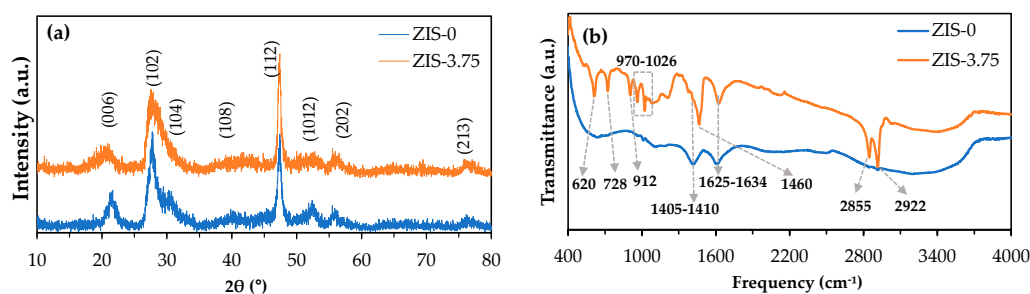 (a)
ZIS-0
ZIS-3.75
Intensity (a.u.)
(006)
(102)
(104)
(108)
(112)
(1012)
(202)
(213)
10 20 30 40 50 60 70 80
2θ (°)
(b)
ZIS-0
ZIS-3.75
Transmittance (a.u.)
970-1026
620
728
912
1405-1410
1625-1634
1460
2855
2922
400 1000 1600 2200 2800 3400 4000
Frequency (cm⁻¹)